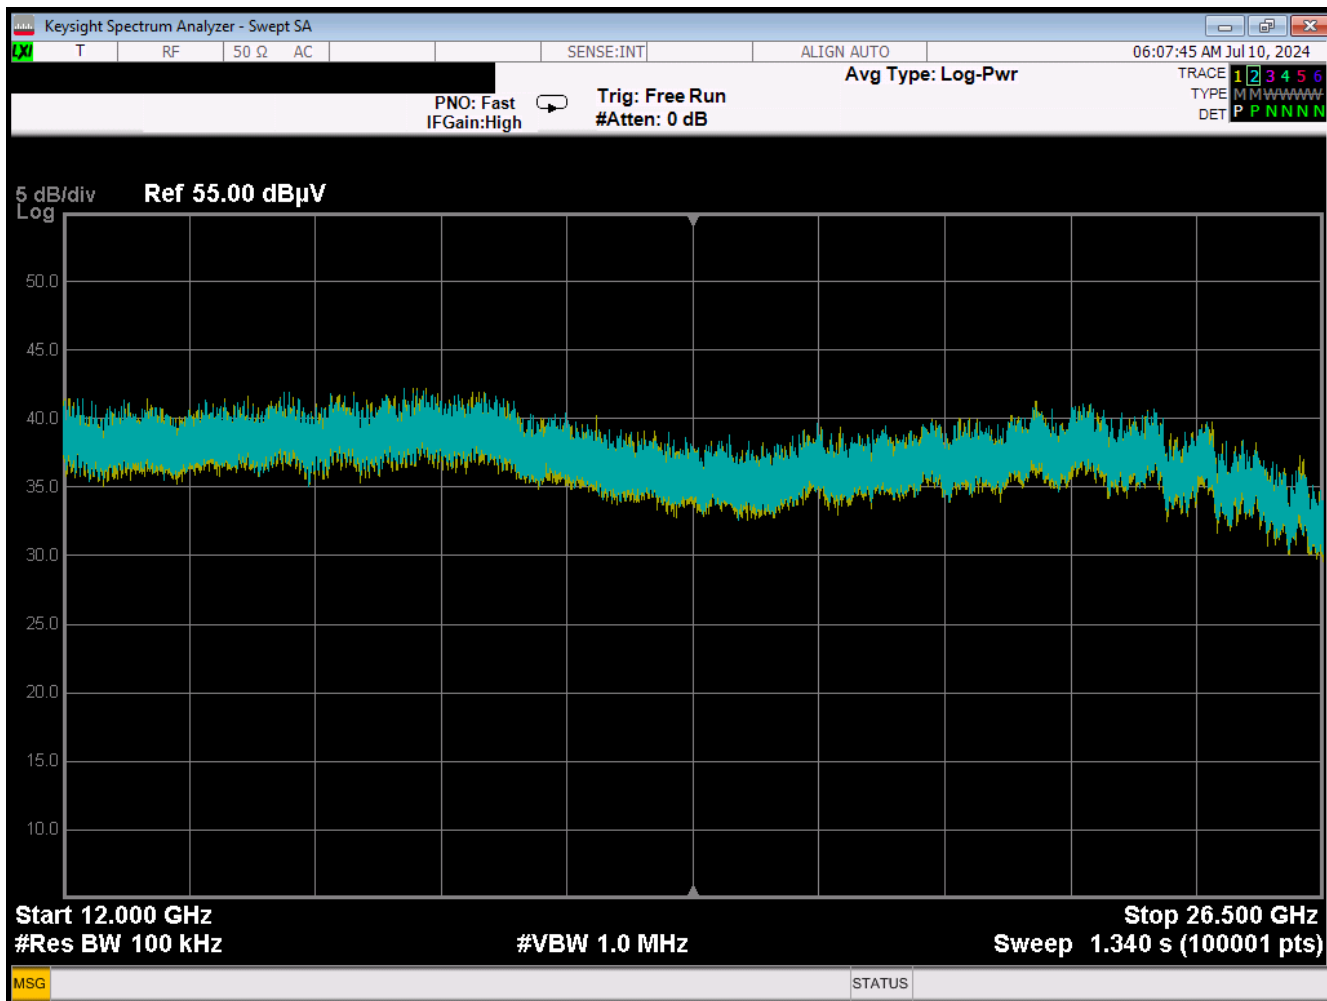 Keysight Spectrum Analyzer - Swept SA
LXI T RF 50 Ω AC SENSE:INT ALIGN AUTO 06:07:45 AM Jul 10, 2024
Avg Type: Log-Pwr TRACE 1 2 3 4 5 6
PNO: Fast Trig: Free Run TYPE M M W W W W
IFGain:High #Atten: 0 dB DET P P N N N N
5 dB/div Ref 55.00 dBµV
Log
50.0
45.0
40.0
35.0
30.0
25.0
20.0
15.0
10.0
Start 12.000 GHz Stop 26.500 GHz
#Res BW 100 kHz #VBW 1.0 MHz Sweep 1.340 s (100001 pts)
MSG STATUS